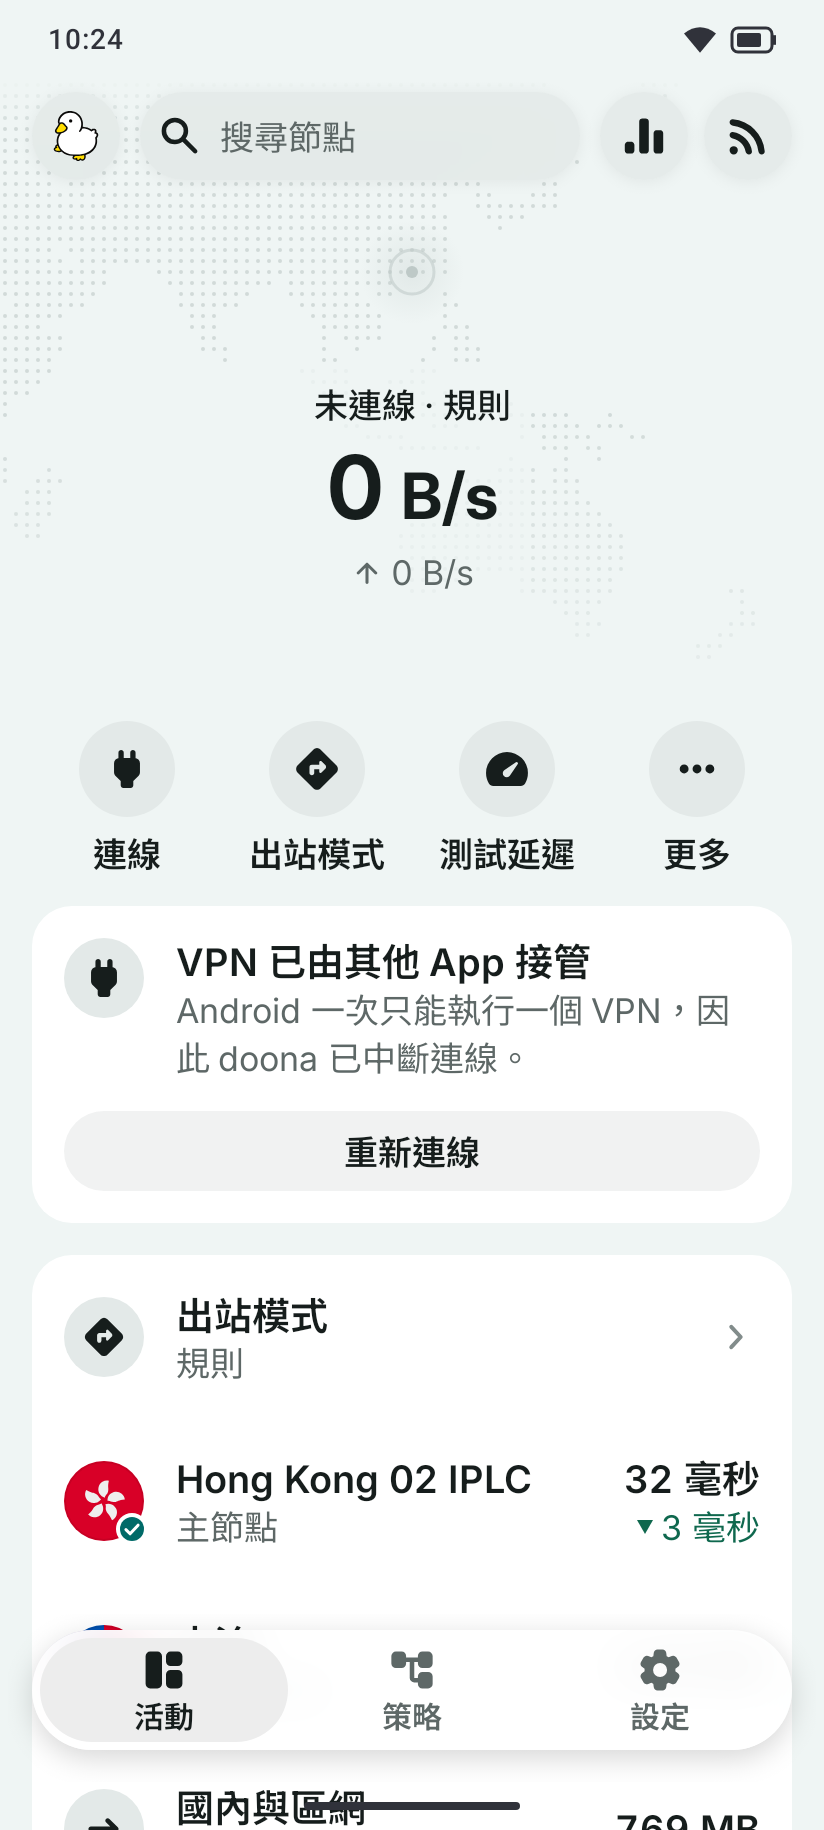 10:24
搜尋節點
未連線 · 規則
0 B/s
↑ 0 B/s
連線
出站模式
測試延遲
更多
VPN 已由其他 App 接管
Android 一次只能執行一個 VPN，因
此 doona 已中斷連線。
重新連線
出站模式
規則
Hong Kong 02 IPLC
32 毫秒
主節點
▼3 毫秒
活動
策略
設定
國內與區網
769 MB